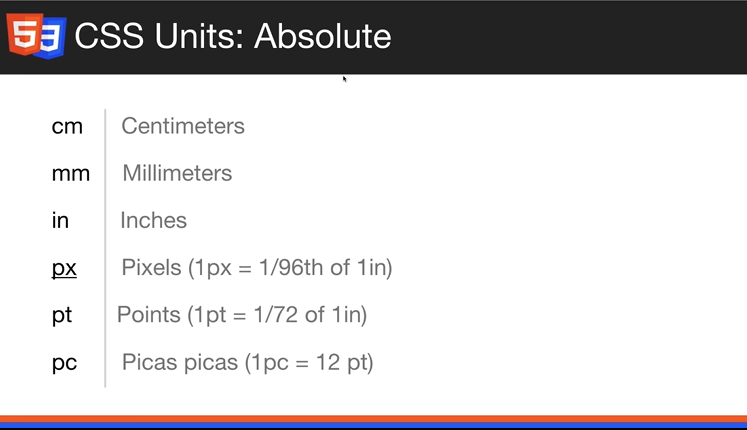 5 3 CSS Units: Absolute
cm Centimeters
mm Millimeters
in Inches
px Pixels (1px = 1/96th of 1in)
pt Points (1pt = 1/72 of 1in)
pc Picas picas (1pc = 12 pt)